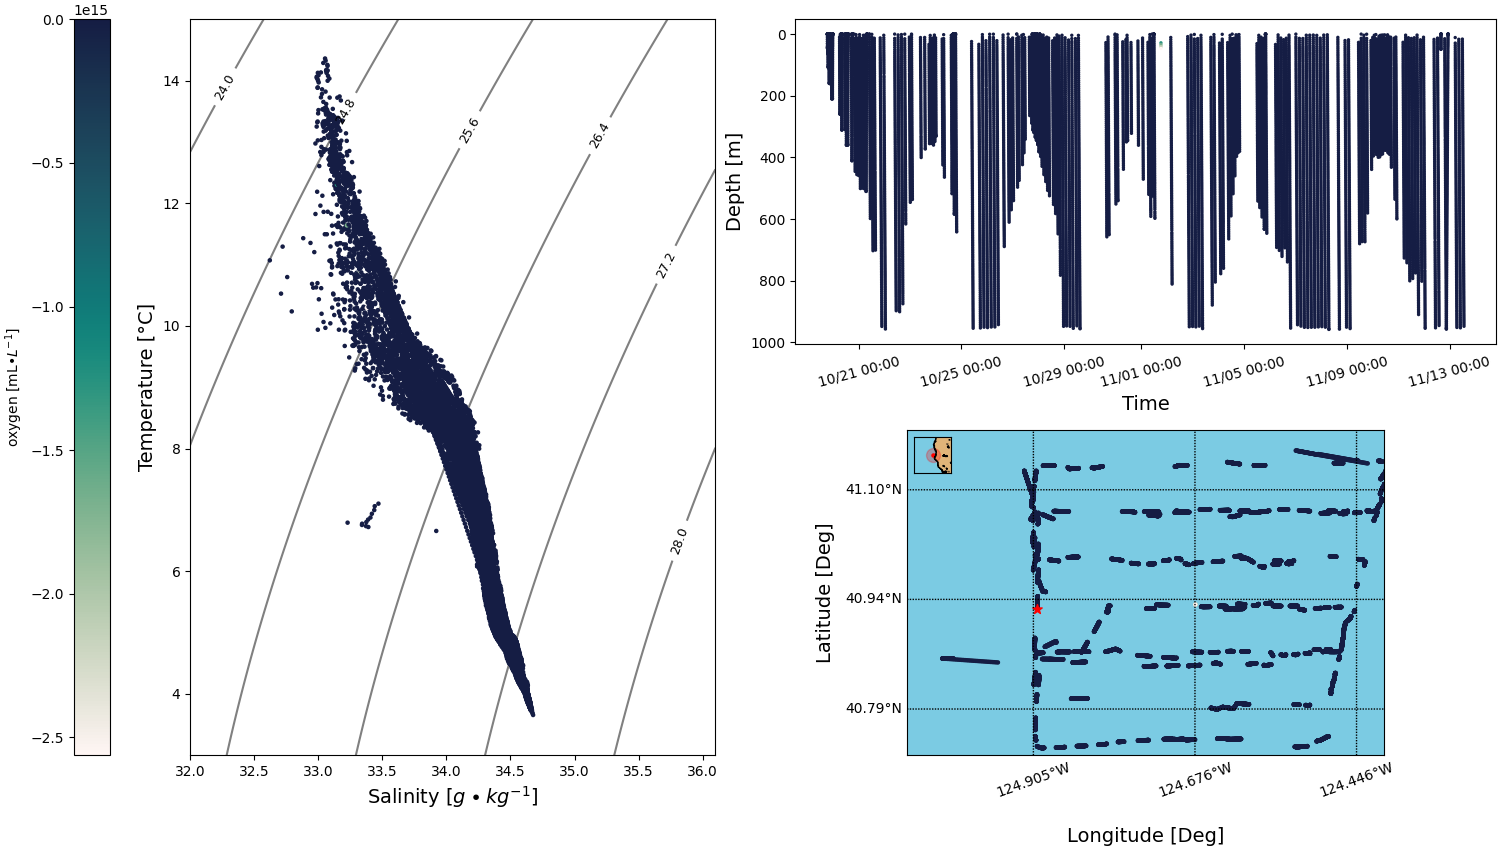 1e15
0.0
−0.5
−1.0
−1.5
−2.0
−2.5
oxygen [mL•L⁻¹]
14
12
10
8
6
4
Temperature [°C]
24.0
25.6
26.4
27.2
28.0
32.0 32.5 33.0 33.5 34.0 34.5 35.0 35.5 36.0
Salinity [g • kg⁻¹]
0
200
400
600
800
1000
Depth [m]
10/21 00:00 10/25 00:00 10/29 00:00 11/01 00:00 11/05 00:00 11/09 00:00 11/13 00:00
Time
41.10°N
40.94°N
40.79°N
Latitude [Deg]
124.905°W 124.676°W 124.446°W
Longitude [Deg]